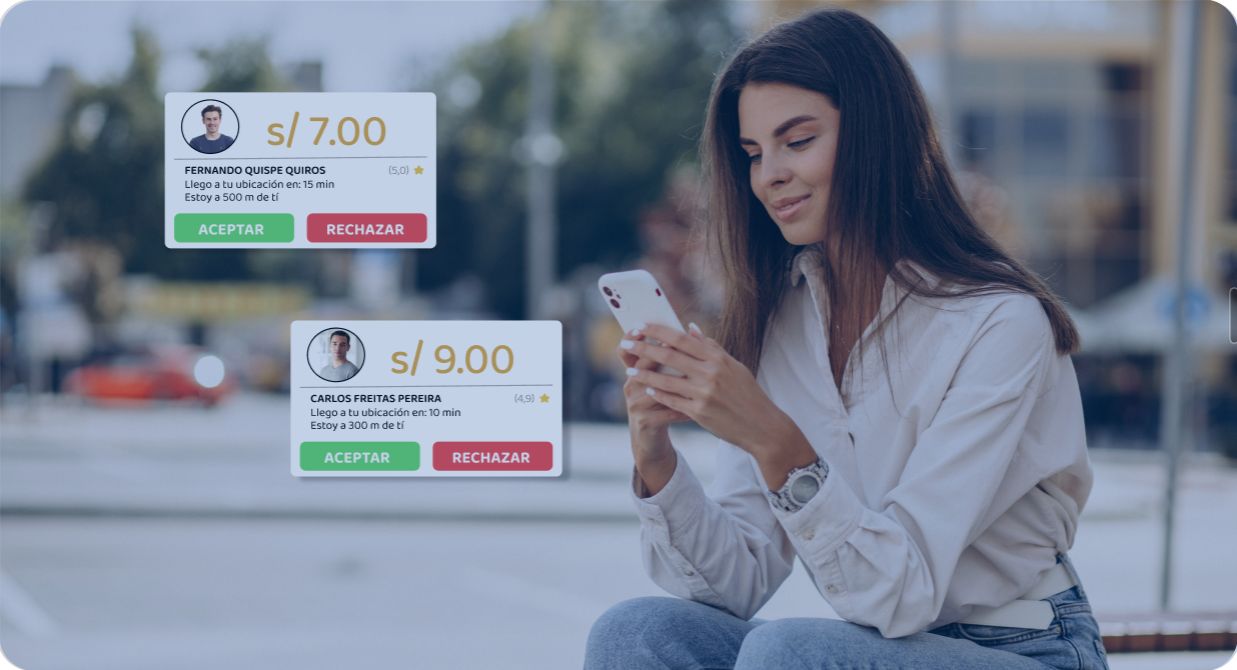 s/ 7.00
FERNANDO QUISPE QUIROS (5,0)
Llego a tu ubicación en: 15 min
Estoy a 500 m de tí
ACEPTAR RECHAZAR
s/ 9.00
CARLOS FREITAS PEREIRA (4,9)
Llego a tu ubicación en: 10 min
Estoy a 300 m de tí
ACEPTAR RECHAZAR